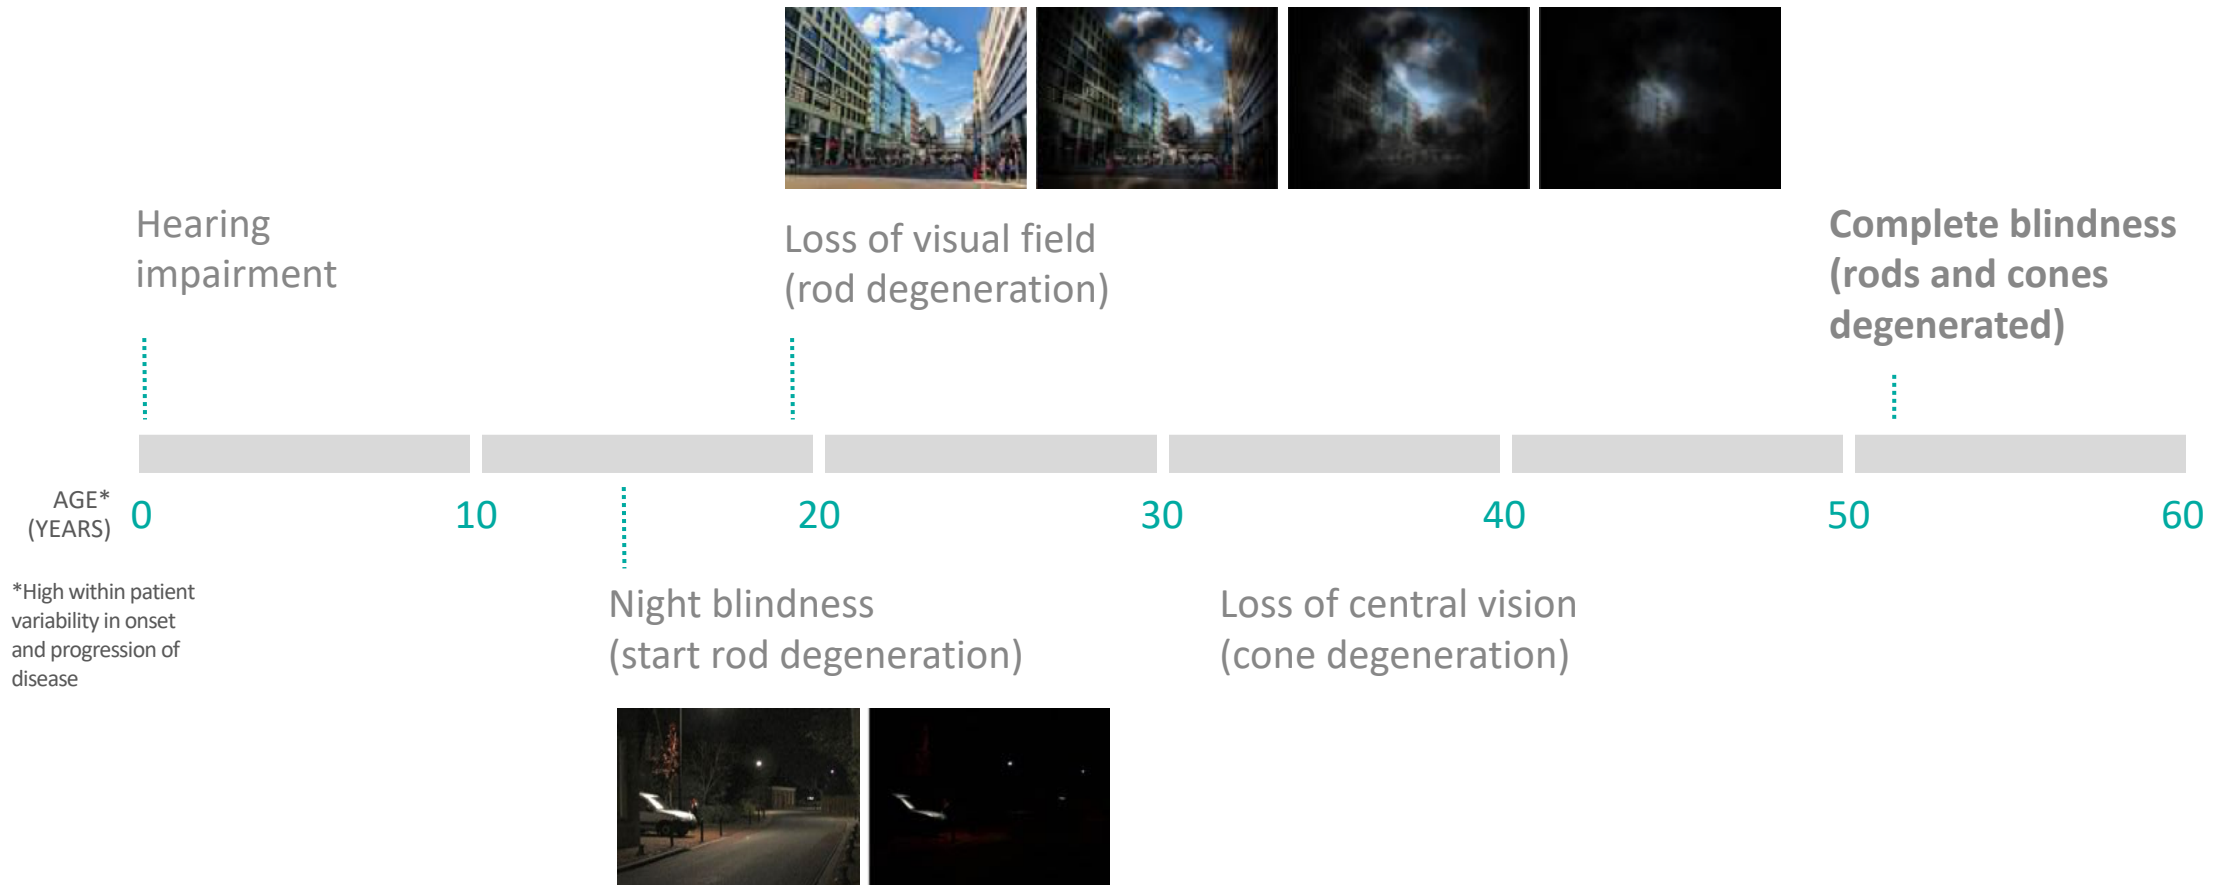 Hearing
impairment
Loss of visual field
(rod degeneration)
Complete blindness
(rods and cones
degenerated)
AGE*
(YEARS)
0
10
20
30
40
50
60
*High within patient
variability in onset
and progression of
disease
Night blindness
(start rod degeneration)
Loss of central vision
(cone degeneration)